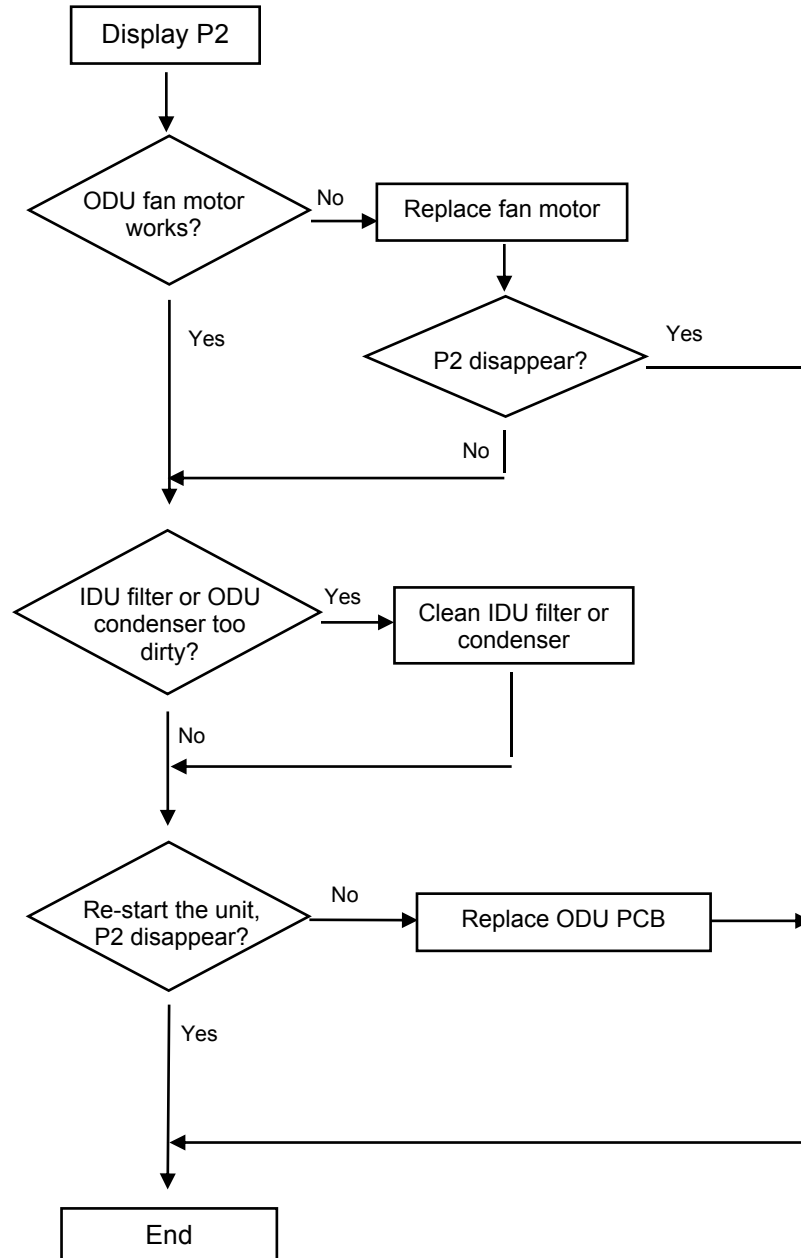 Display P2
ODU fan motor
works?
No
Replace fan motor
Yes
P2 disappear?
Yes
No
IDU filter or ODU
condenser too
dirty?
Yes
Clean IDU filter or
condenser
No
Re-start the unit,
P2 disappear?
No
Replace ODU PCB
Yes
End